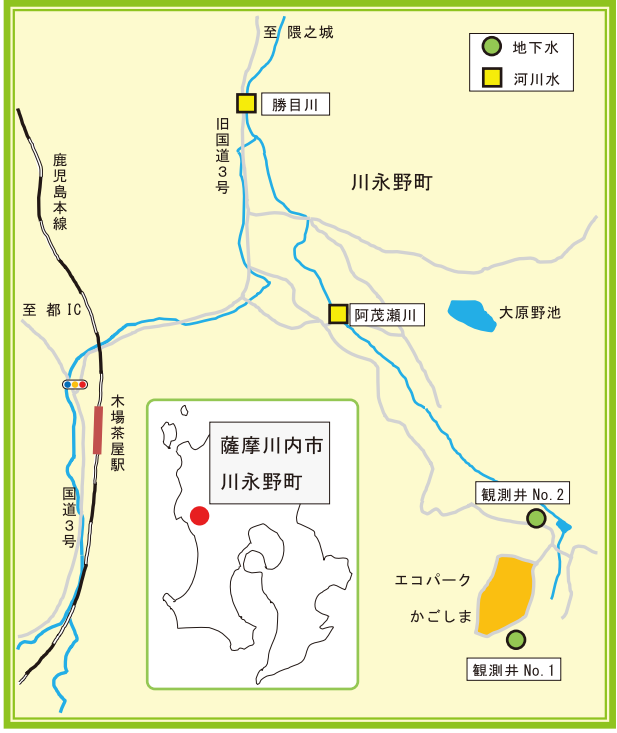 至 隈之城
地下水
河川水
勝目川
旧国道3号
川永野町
鹿児島本線
至 都IC
阿茂瀬川
大原野池
木場茶屋駅
薩摩川内市
川永野町
国道3号
観測井 No.2
エコパーク
かごしま
観測井 No.1